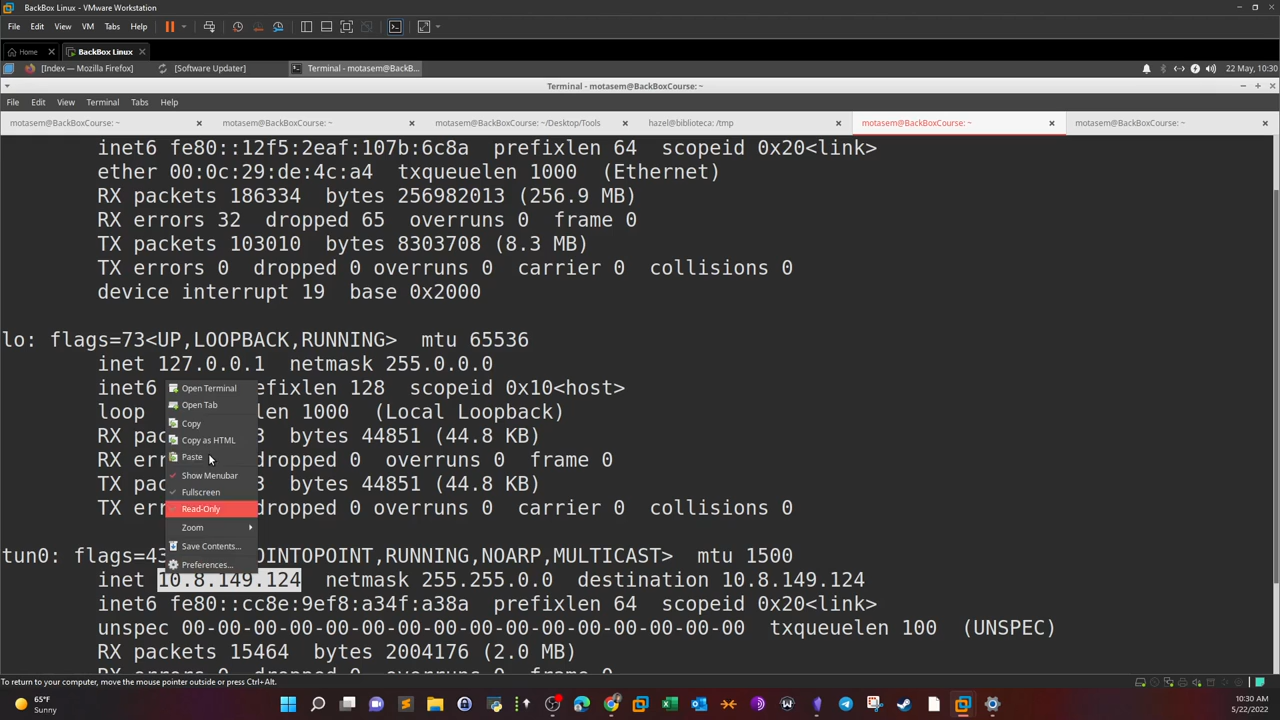 BackBox Linux - VMware Workstation
File Edit View VM Tabs Help
Home BackBox Linux
[Index — Mozilla Firefox] [Software Updater] Terminal - motasem@BackB... 22 May, 10:30
Terminal - motasem@BackBoxCourse: ~
File Edit View Terminal Tabs Help
motasem@BackBoxCourse: ~ motasem@BackBoxCourse: ~ motasem@BackBoxCourse: ~/Desktop/Tools hazel@biblioteca: /tmp motasem@BackBoxCourse: ~ motasem@BackBoxCourse: ~
inet6 fe80::12f5:2eaf:107b:6c8a prefixlen 64 scopeid 0x20<link>
ether 00:0c:29:de:4c:a4 txqueuelen 1000 (Ethernet)
RX packets 186334 bytes 256982013 (256.9 MB)
RX errors 32 dropped 65 overruns 0 frame 0
TX packets 103010 bytes 8303708 (8.3 MB)
TX errors 0 dropped 0 overruns 0 carrier 0 collisions 0
device interrupt 19 base 0x2000
lo: flags=73<UP,LOOPBACK,RUNNING> mtu 65536
inet 127.0.0.1 netmask 255.0.0.0
inet6 efixlen 128 scopeid 0x10<host>
loop len 1000 (Local Loopback)
RX pac 3 bytes 44851 (44.8 KB)
RX err dropped 0 overruns 0 frame 0
TX pac 3 bytes 44851 (44.8 KB)
TX err dropped 0 overruns 0 carrier 0 collisions 0
Open Terminal
Open Tab
Copy
Copy as HTML
Paste
Show Menubar
Fullscreen
Read-Only
Zoom
Save Contents...
Preferences...
tun0: flags=43 OINTOPOINT,RUNNING,NOARP,MULTICAST> mtu 1500
inet 10.8.149.124 netmask 255.255.0.0 destination 10.8.149.124
inet6 fe80::cc8e:9ef8:a34f:a38a prefixlen 64 scopeid 0x20<link>
unspec 00-00-00-00-00-00-00-00-00-00-00-00-00-00-00-00 txqueuelen 100 (UNSPEC)
RX packets 15464 bytes 2004176 (2.0 MB)
RX errors 0 dropped 0 overruns 0 frame 0
To return to your computer, move the mouse pointer outside or press Ctrl+Alt.
65°F
Sunny
10:30 AM
5/22/2022